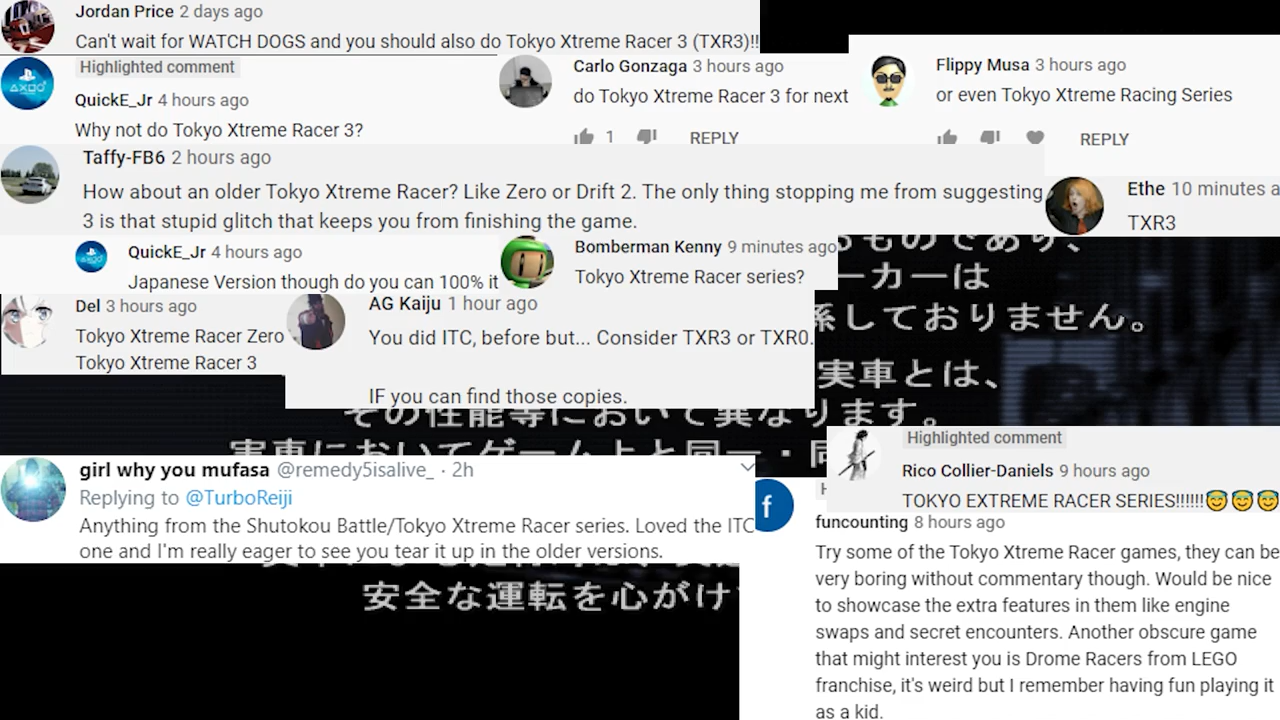 Jordan Price 2 days ago
Can't wait for WATCH DOGS and you should also do Tokyo Xtreme Racer 3 (TXR3)!!
Highlighted comment
QuickE_Jr 4 hours ago
Why not do Tokyo Xtreme Racer 3?
Carlo Gonzaga 3 hours ago
do Tokyo Xtreme Racer 3 for next
1 REPLY
Flippy Musa 3 hours ago
or even Tokyo Xtreme Racing Series
REPLY
Taffy-FB6 2 hours ago
How about an older Tokyo Xtreme Racer? Like Zero or Drift 2. The only thing stopping me from suggesting
3 is that stupid glitch that keeps you from finishing the game.
Ethe 10 minutes a
TXR3
QuickE_Jr 4 hours ago
Japanese Version though do you can 100% it
Bomberman Kenny 9 minutes ago
Tokyo Xtreme Racer series?
Del 3 hours ago
Tokyo Xtreme Racer Zero
Tokyo Xtreme Racer 3
AG Kaiju 1 hour ago
You did ITC, before but... Consider TXR3 or TXR0.
IF you can find those copies.
るものであり、
ーカーは
係しておりません。
実車とは、
その性能等において異なります。
実車においてゲーム上と同一・同
girl why you mufasa @remedy5isalive_ · 2h
Replying to @TurboReiji
Anything from the Shutokou Battle/Tokyo Xtreme Racer series. Loved the ITC
one and I'm really eager to see you tear it up in the older versions.
安全な運転を心がけ
Highlighted comment
Rico Collier-Daniels 9 hours ago
TOKYO EXTREME RACER SERIES!!!!!!😇😇😇
f
H
funcounting 8 hours ago
Try some of the Tokyo Xtreme Racer games, they can be
very boring without commentary though. Would be nice
to showcase the extra features in them like engine
swaps and secret encounters. Another obscure game
that might interest you is Drome Racers from LEGO
franchise, it's weird but I remember having fun playing it
as a kid.